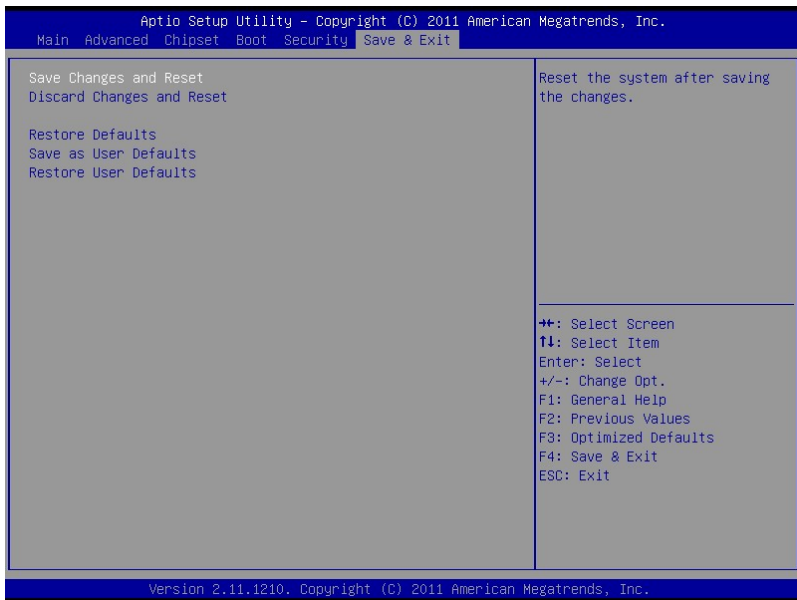 Aptio Setup Utility – Copyright (C) 2011 American Megatrends, Inc.
Main Advanced Chipset Boot Security Save & Exit
Save Changes and Reset
Discard Changes and Reset
Restore Defaults
Save as User Defaults
Restore User Defaults
Reset the system after saving
the changes.
→←: Select Screen
↑↓: Select Item
Enter: Select
+/-: Change Opt.
F1: General Help
F2: Previous Values
F3: Optimized Defaults
F4: Save & Exit
ESC: Exit
Version 2.11.1210. Copyright (C) 2011 American Megatrends, Inc.